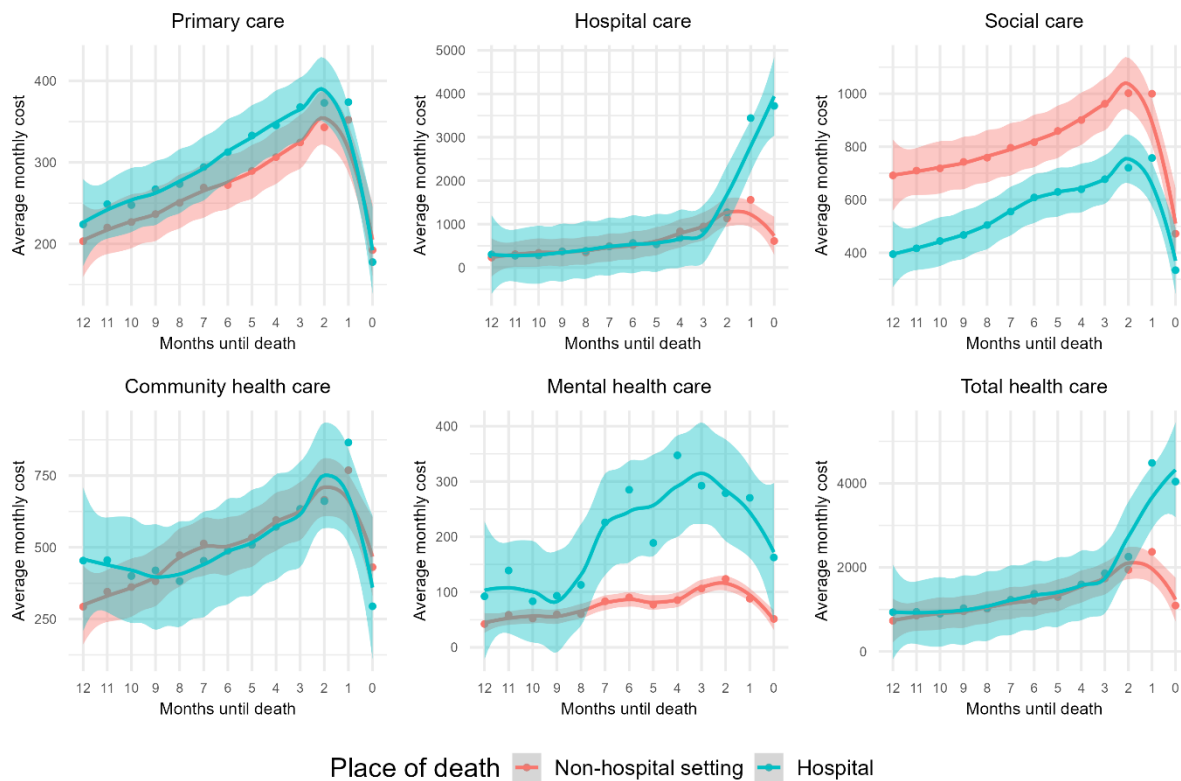 Primary care
Hospital care
Social care
Average monthly cost
400
300
200
12 11 10 9 8 7 6 5 4 3 2 1 0
Months until death
Average monthly cost
5000
4000
3000
2000
1000
0
12 11 10 9 8 7 6 5 4 3 2 1 0
Months until death
Average monthly cost
1000
800
600
400
12 11 10 9 8 7 6 5 4 3 2 1 0
Months until death
Community health care
Mental health care
Total health care
Average monthly cost
750
500
250
12 11 10 9 8 7 6 5 4 3 2 1 0
Months until death
Average monthly cost
400
300
200
100
0
12 11 10 9 8 7 6 5 4 3 2 1 0
Months until death
Average monthly cost
4000
2000
0
12 11 10 9 8 7 6 5 4 3 2 1 0
Months until death
Place of death Non-hospital setting Hospital